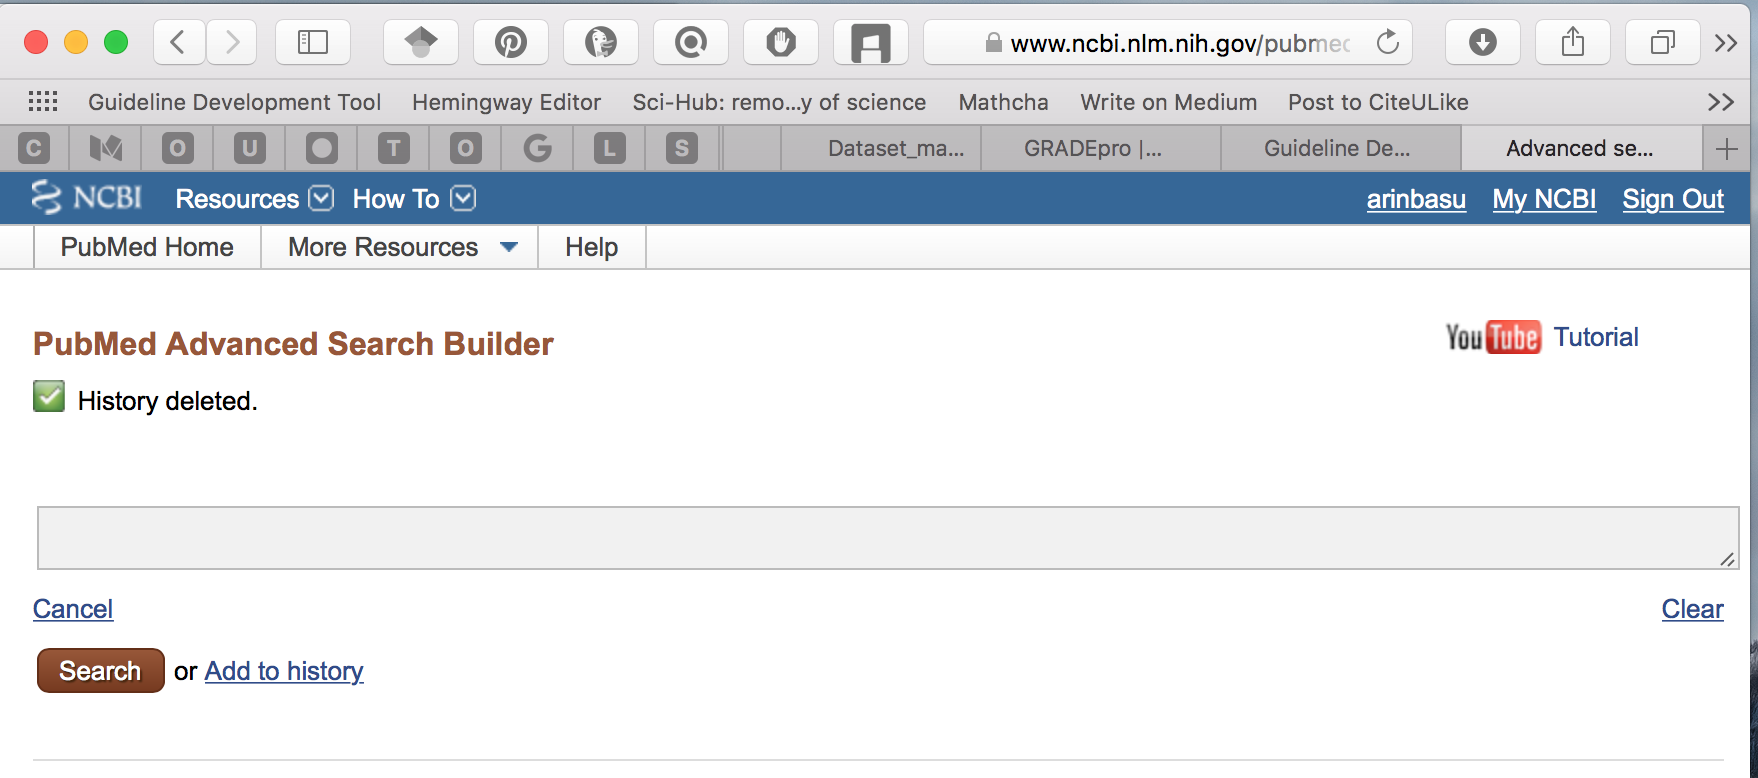 www.ncbi.nlm.nih.gov/pubmed
Guideline Development Tool Hemingway Editor Sci-Hub: remo...y of science Mathcha Write on Medium Post to CiteULike
C O U T O G L S Dataset_ma... GRADEpro |... Guideline De... Advanced se...
NCBI Resources How To arinbasu My NCBI Sign Out
PubMed Home More Resources Help
PubMed Advanced Search Builder
YouTube Tutorial
History deleted.
Cancel Clear
Search or Add to history